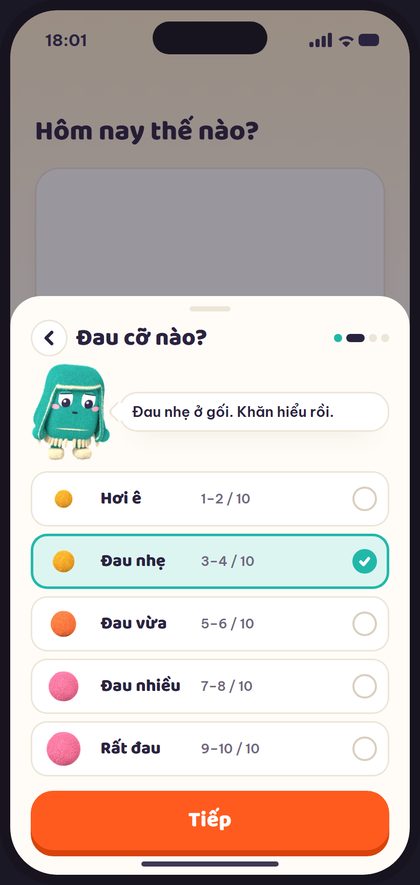 18:01
Hôm nay thế nào?
Đau cỡ nào?
Đau nhẹ ở gối. Khăn hiểu rồi.
Hơi ê 1–2 / 10
Đau nhẹ 3–4 / 10
Đau vừa 5–6 / 10
Đau nhiều 7–8 / 10
Rất đau 9–10 / 10
Tiếp